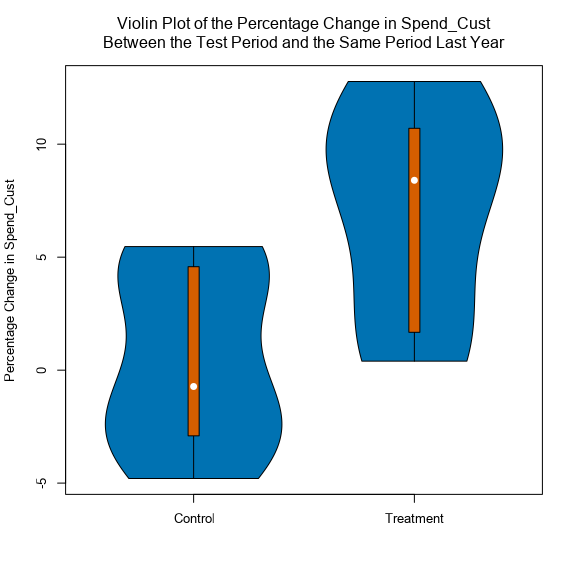 Violin Plot of the Percentage Change in Spend_Cust
Between the Test Period and the Same Period Last Year
Percentage Change in Spend_Cust
10
5
0
-5
Control
Treatment